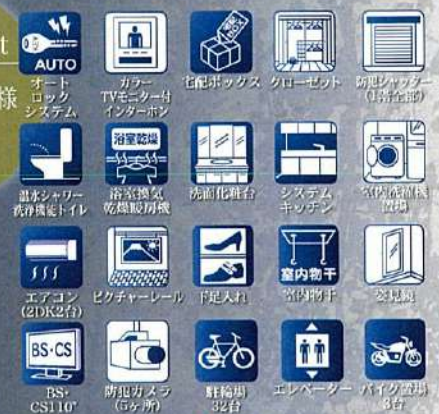 t
様
AUTO
オート
ロック
システム
カラー
TVモニター付
インターホン
BOX
宅配ボックス
クローゼット
防犯シャッター
(1階全部)
温水シャワー
洗浄機能トイレ
浴室乾燥
浴室換気
乾燥暖房機
洗面化粧台
システム
キッチン
室内洗濯機
置場
エアコン
(2DK2台)
ピクチャーレール
下足入れ
室内物干
室内物干
姿見鏡
BS・CS
BS・
CS110°
防犯カメラ
(5ヶ所)
駐輪場
32台
エレベーター
バイク置場
3台